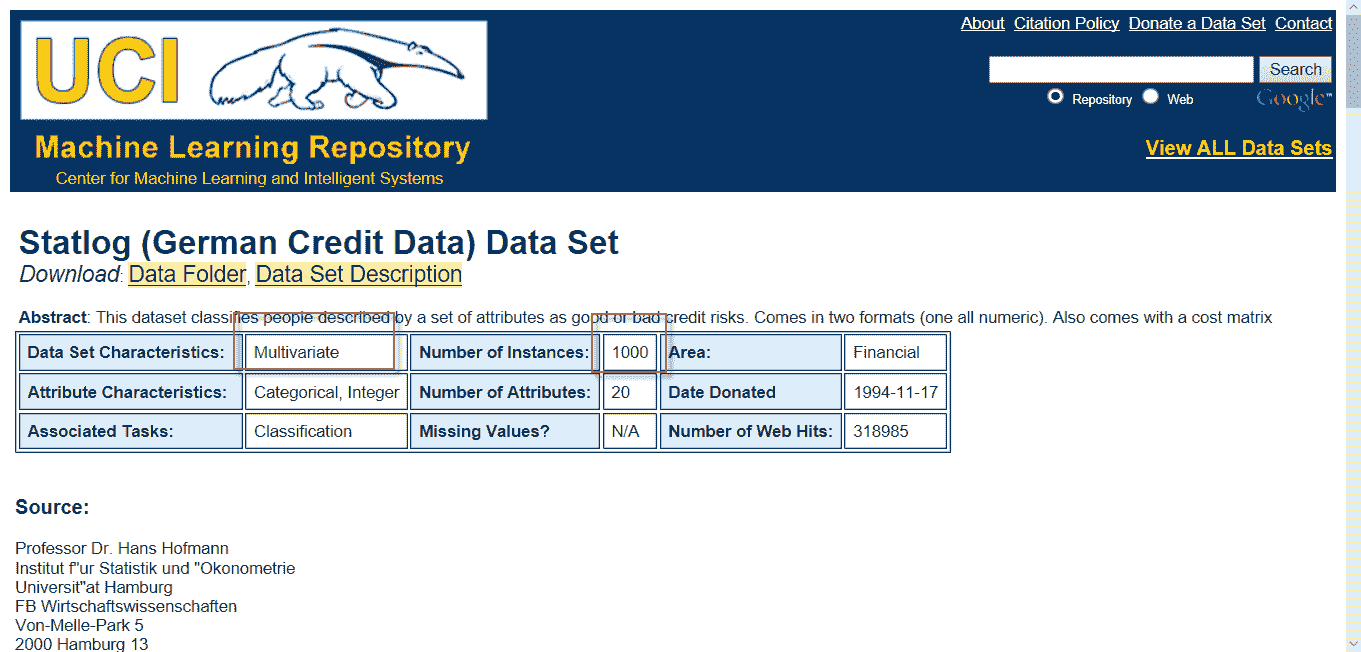 About Citation Policy Donate a Data Set Contact
UCI
Search
Repository Web Google™
Machine Learning Repository
View ALL Data Sets
Center for Machine Learning and Intelligent Systems
Statlog (German Credit Data) Data Set
Download: Data Folder, Data Set Description
Abstract: This dataset classifies people described by a set of attributes as good or bad credit risks. Comes in two formats (one all numeric). Also comes with a cost matrix
Data Set Characteristics: Multivariate Number of Instances: 1000 Area: Financial
Attribute Characteristics: Categorical, Integer Number of Attributes: 20 Date Donated 1994-11-17
Associated Tasks: Classification Missing Values? N/A Number of Web Hits: 318985
Source:
Professor Dr. Hans Hofmann
Institut f"ur Statistik und "Okonometrie
Universit"at Hamburg
FB Wirtschaftswissenschaften
Von-Melle-Park 5
2000 Hamburg 13